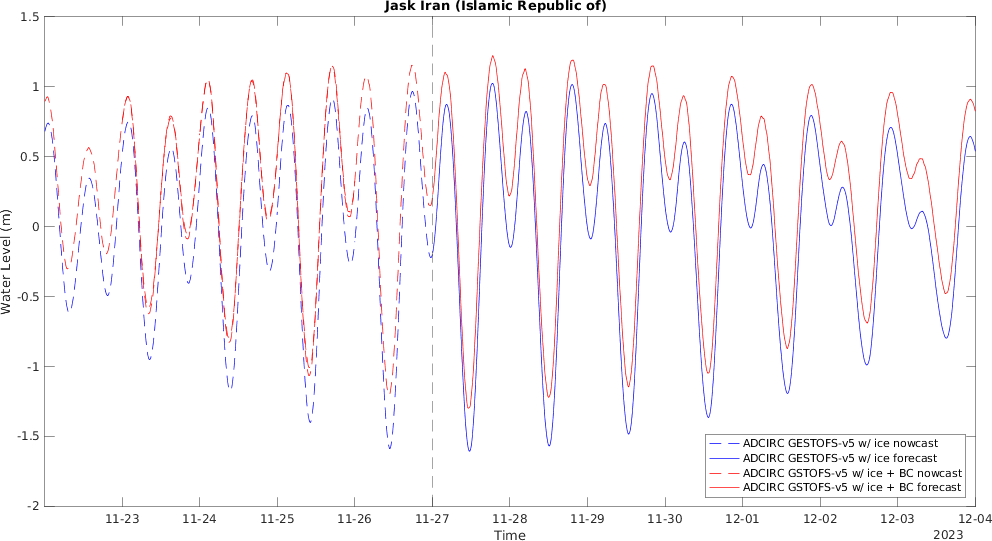 Jask Iran (Islamic Republic of)
1.5
1
0.5
0
-0.5
-1
-1.5
-2
Water Level (m)
ADCIRC GESTOFS-v5 w/ ice nowcast
ADCIRC GESTOFS-v5 w/ ice forecast
ADCIRC GSTOFS-v5 w/ ice + BC nowcast
ADCIRC GSTOFS-v5 w/ ice + BC forecast
11-23 11-24 11-25 11-26 11-27 11-28 11-29 11-30 12-01 12-02 12-03 12-04
Time
2023